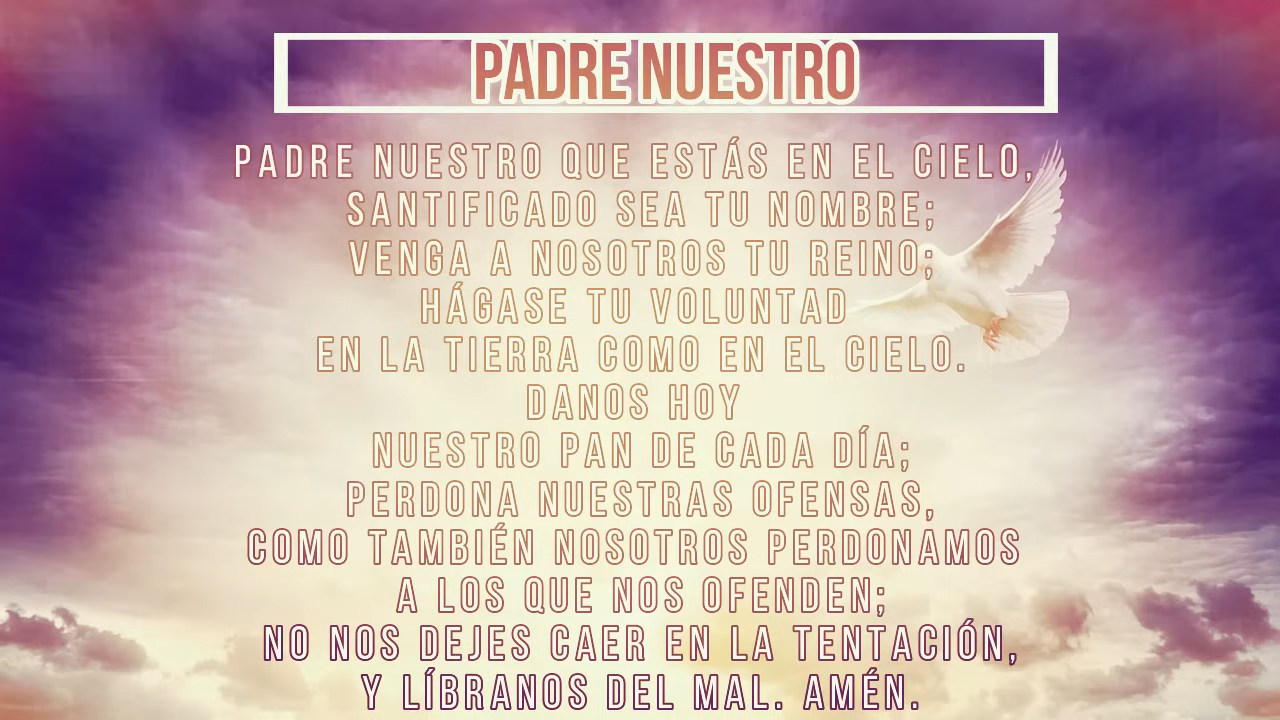 PADRE NUESTRO
PADRE NUESTRO QUE ESTÁS EN EL CIELO,
SANTIFICADO SEA TU NOMBRE;
VENGA A NOSOTROS TU REINO;
HÁGASE TU VOLUNTAD
EN LA TIERRA COMO EN EL CIELO.
DANOS HOY
NUESTRO PAN DE CADA DÍA;
PERDONA NUESTRAS OFENSAS,
COMO TAMBIÉN NOSOTROS PERDONAMOS
A LOS QUE NOS OFENDEN;
NO NOS DEJES CAER EN LA TENTACIÓN,
Y LÍBRANOS DEL MAL. AMÉN.